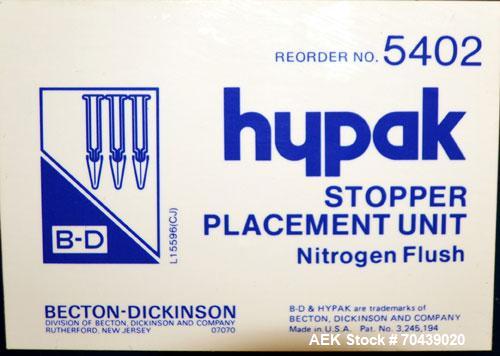 REORDER NO. 5402
hypak
STOPPER
PLACEMENT UNIT
Nitrogen Flush
B-D
L15596(CJ)
BECTON-DICKINSON
DIVISION OF BECTON, DICKINSON AND COMPANY
RUTHERFORD, NEW JERSEY 07070
B-D & HYPAK are trademarks of
BECTON, DICKINSON AND COMPANY
Made in U.S.A. Pat. No. 3,245,194
AEK Stock # 70439020